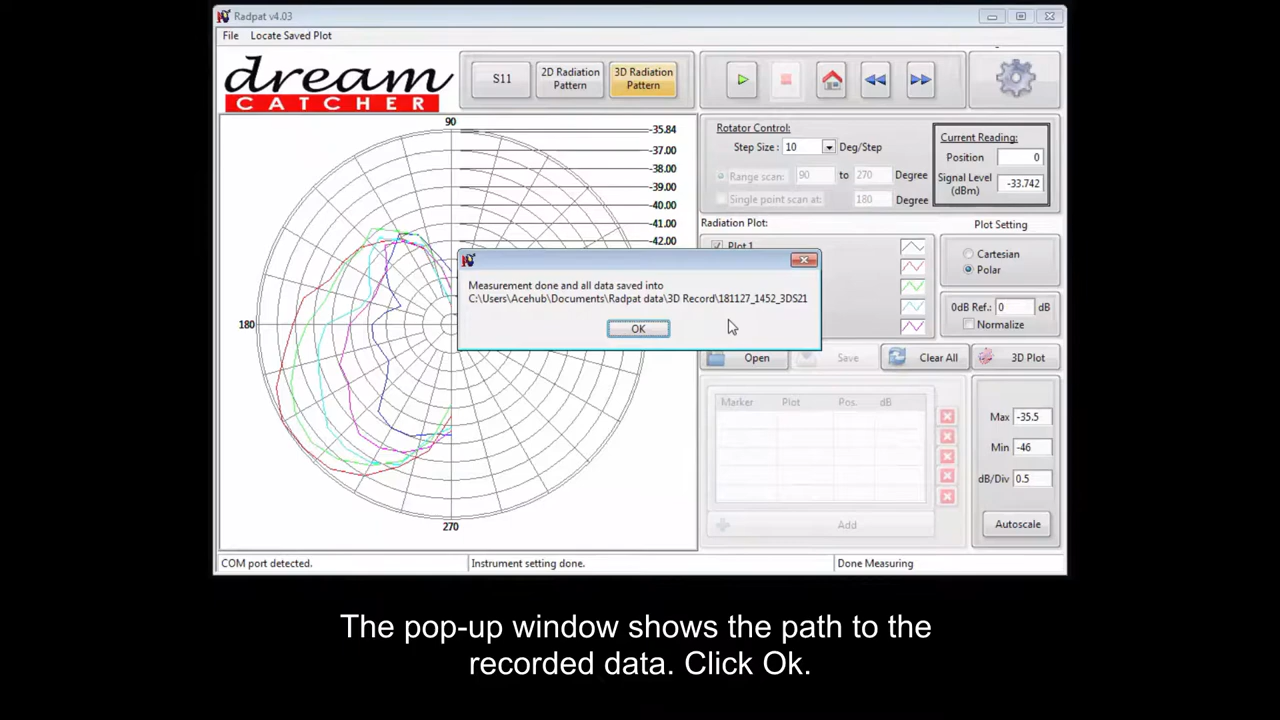 Radpat v4.03
File Locate Saved Plot
dream
CATCHER
S11
2D Radiation
Pattern
3D Radiation
Pattern
90
-35.84
-37.00
-38.00
-39.00
-40.00
-41.00
-42.00
180
270
Rotator Control:
Step Size : 10 Deg/Step
Range scan: 90 to 270 Degree
Single point scan at: 180 Degree
Current Reading:
Position 0
Signal Level
(dBm) -33.742
Radiation Plot:
Plot 1
Plot Setting
Cartesian
Polar
0dB Ref.: 0 dB
Normalize
Measurement done and all data saved into
C:\Users\Acehub\Documents\Radpat data\3D Record\181127_1452_3DS21
OK
Open Save Clear All 3D Plot
Marker Plot Pos. dB
Add
Max -35.5
Min -46
dB/Div 0.5
Autoscale
COM port detected. Instrument setting done. Done Measuring
The pop-up window shows the path to the
recorded data. Click Ok.